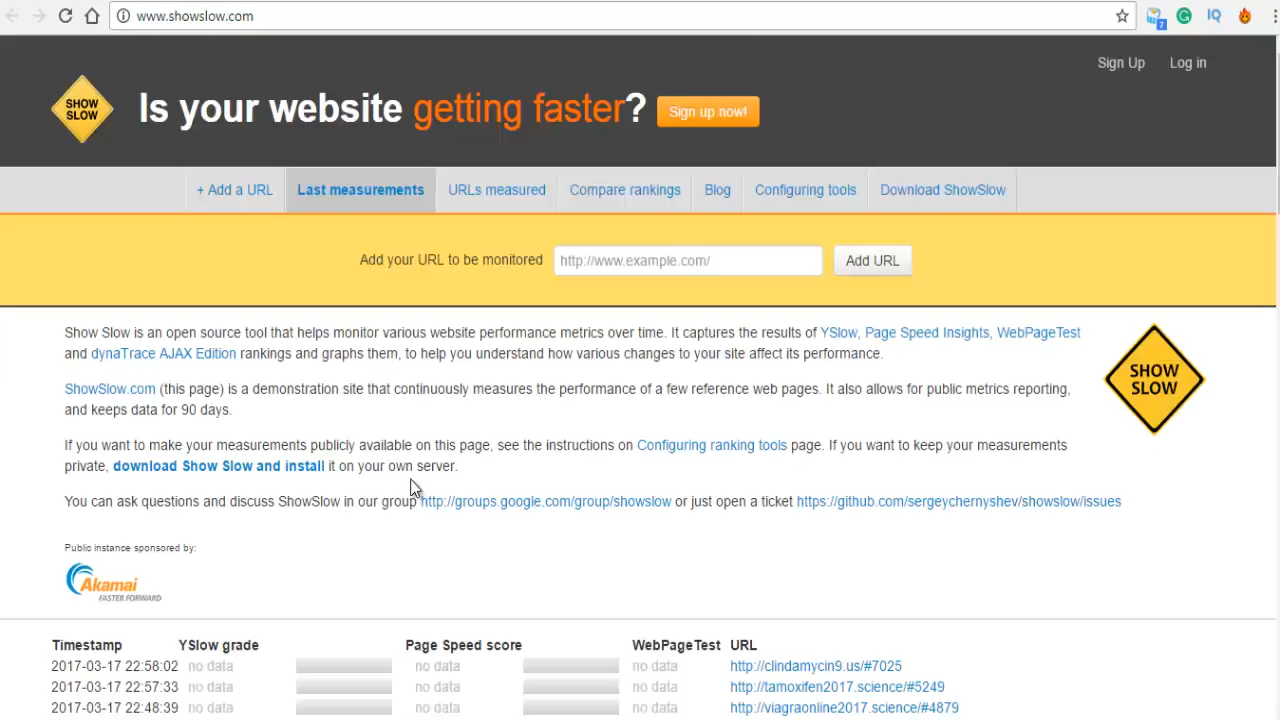 www.showslow.com
7
IQ
Sign Up Log in
SHOW
SLOW
Is your website getting faster? Sign up now!
+ Add a URL Last measurements URLs measured Compare rankings Blog Configuring tools Download ShowSlow
Add your URL to be monitored http://www.example.com/ Add URL
Show Slow is an open source tool that helps monitor various website performance metrics over time. It captures the results of YSlow, Page Speed Insights, WebPageTest
and dynaTrace AJAX Edition rankings and graphs them, to help you understand how various changes to your site affect its performance.
SHOW
SLOW
ShowSlow.com (this page) is a demonstration site that continuously measures the performance of a few reference web pages. It also allows for public metrics reporting,
and keeps data for 90 days.
If you want to make your measurements publicly available on this page, see the instructions on Configuring ranking tools page. If you want to keep your measurements
private, download Show Slow and install it on your own server.
You can ask questions and discuss ShowSlow in our group http://groups.google.com/group/showslow or just open a ticket https://github.com/sergeychernyshev/showslow/issues
Public instance sponsored by:
Akamai
FASTER FORWARD
Timestamp YSlow grade Page Speed score WebPageTest URL
2017-03-17 22:58:02 no data no data no data http://clindamycin9.us/#7025
2017-03-17 22:57:33 no data no data no data http://tamoxifen2017.science/#5249
2017-03-17 22:48:39 no data no data no data http://viagraonline2017.science/#4879